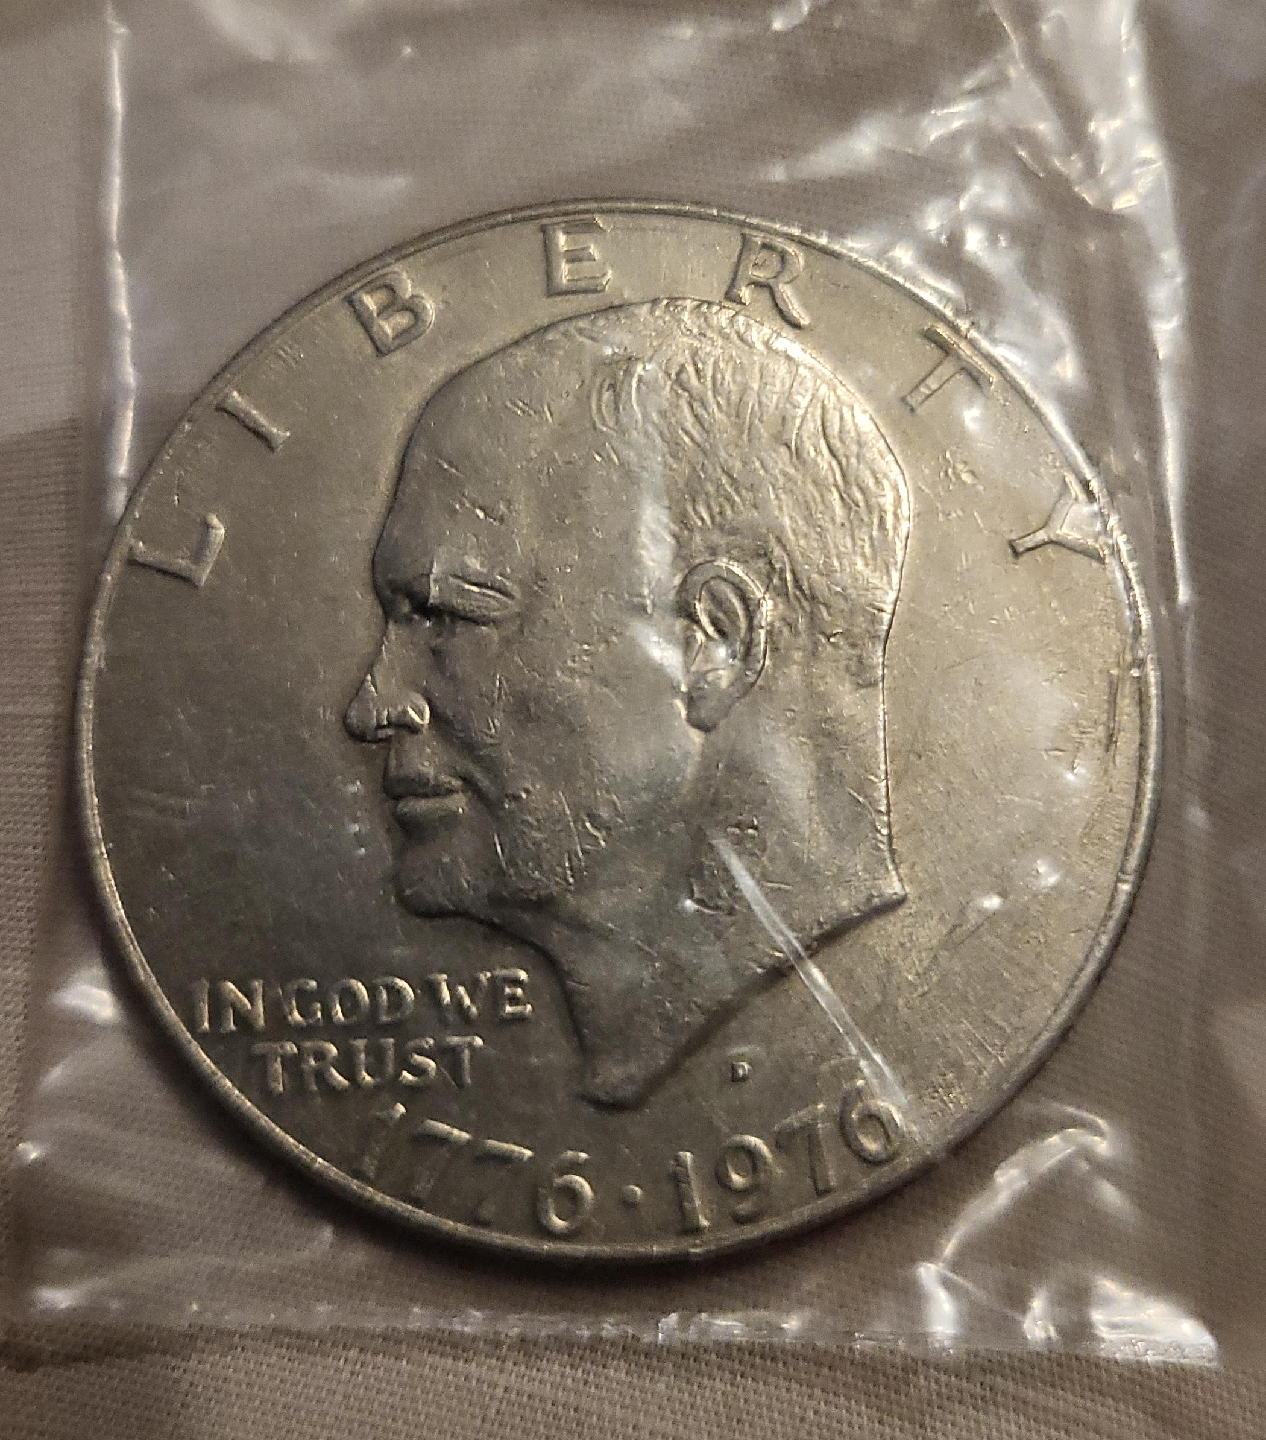 LIBERTY
IN GOD WE
TRUST
D
1776 · 1976